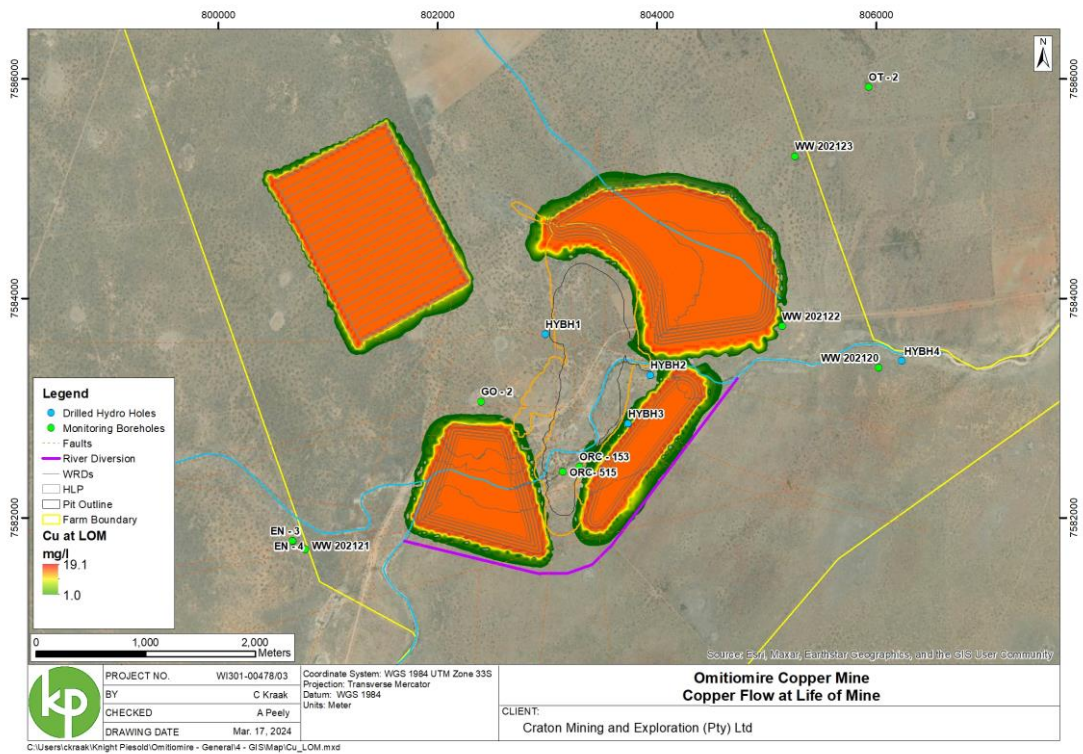 800000
802000
804000
806000
7586000
7586000
N
OT - 2
WW 202123
7584000
7584000
WW 202122
HYBH1
WW 202120
HYBH4
HYBH2
GO - 2
HYBH3
ORC - 153
ORC- 515
7582000
7582000
EN - 3
EN - 4
WW 202121
Legend
Drilled Hydro Holes
Monitoring Boreholes
Faults
River Diversion
WRDs
HLP
Pit Outline
Farm Boundary
Cu at LOM
mg/l
19.1
1.0
0 1,000 2,000
Meters
Source: Esri, Maxar, Earthstar Geographics, and the GIS User Community
kp
PROJECT NO. WI301-00478/03
BY C Kraak
CHECKED A Peely
DRAWING DATE Mar. 17, 2024
Coordinate System: WGS 1984 UTM Zone 33S
Projection: Transverse Mercator
Datum: WGS 1984
Units: Meter
Omitiomire Copper Mine
Copper Flow at Life of Mine
CLIENT:
Craton Mining and Exploration (Pty) Ltd
C:\Users\ckraak\Knight Piesold\Omitiomire - General\4 - GIS\Map\Cu_LOM.mxd